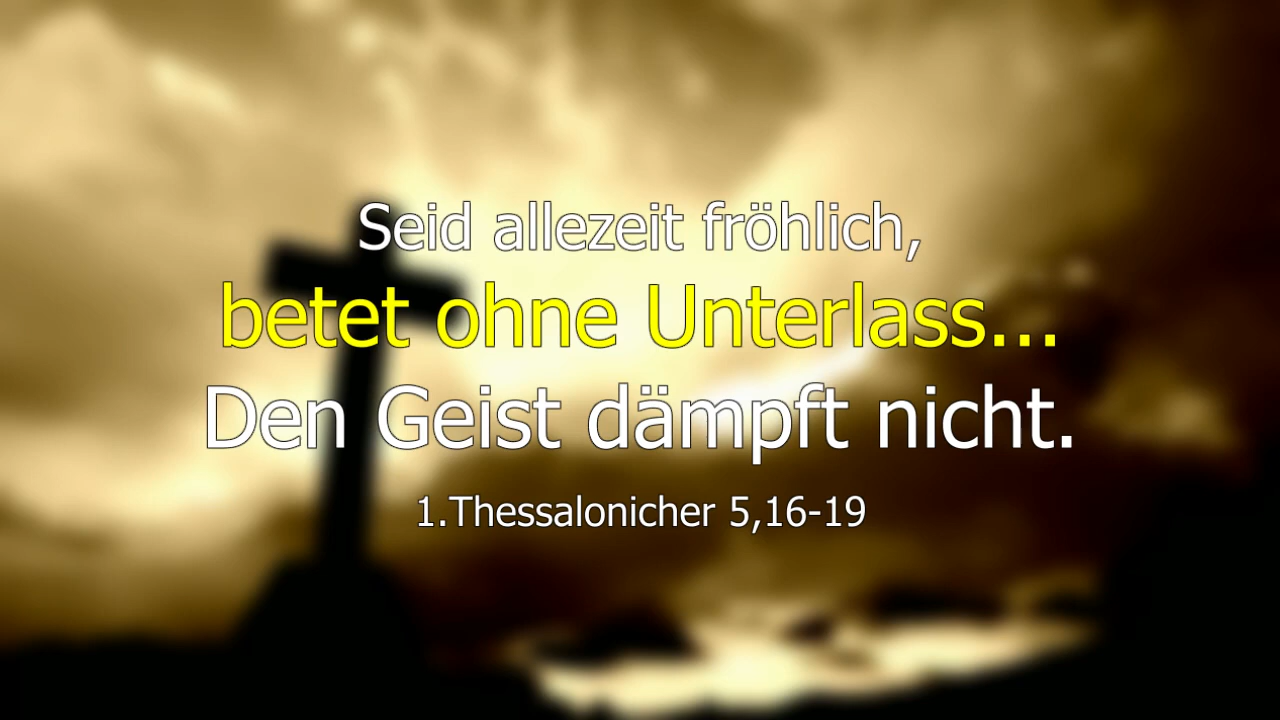 Seid allezeit fröhlich,
betet ohne Unterlass...
Den Geist dämpft nicht.
1.Thessalonicher 5,16-19